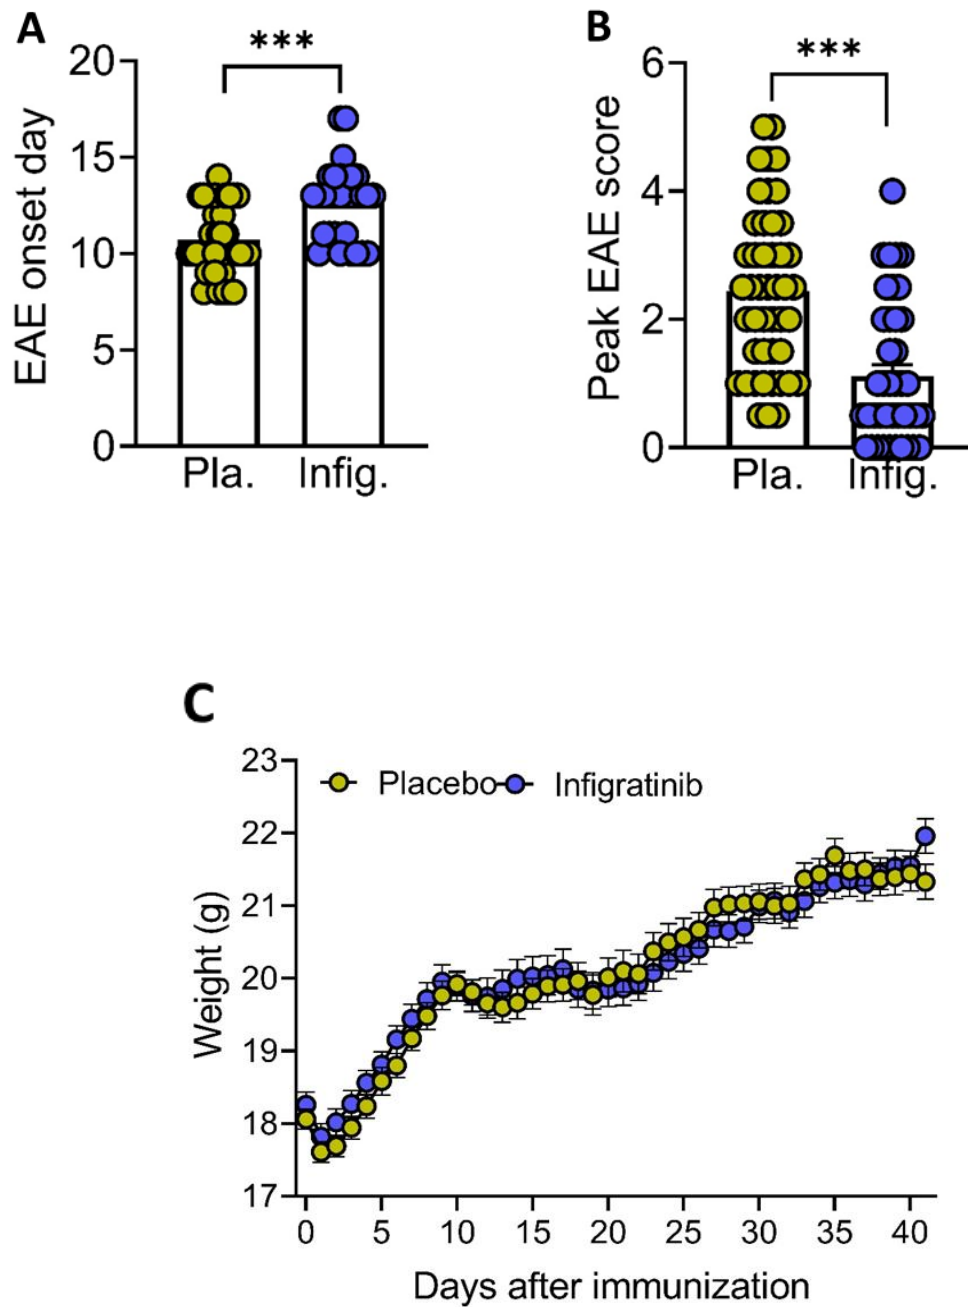 A
EAE onset day
20
15
10
5
0
***
Pla.
Infig.
B
Peak EAE score
6
4
2
0
***
Pla.
Infig.
C
Weight (g)
23
22
21
20
19
18
17
Placebo
Infigratinib
0 5 10 15 20 25 30 35 40
Days after immunization